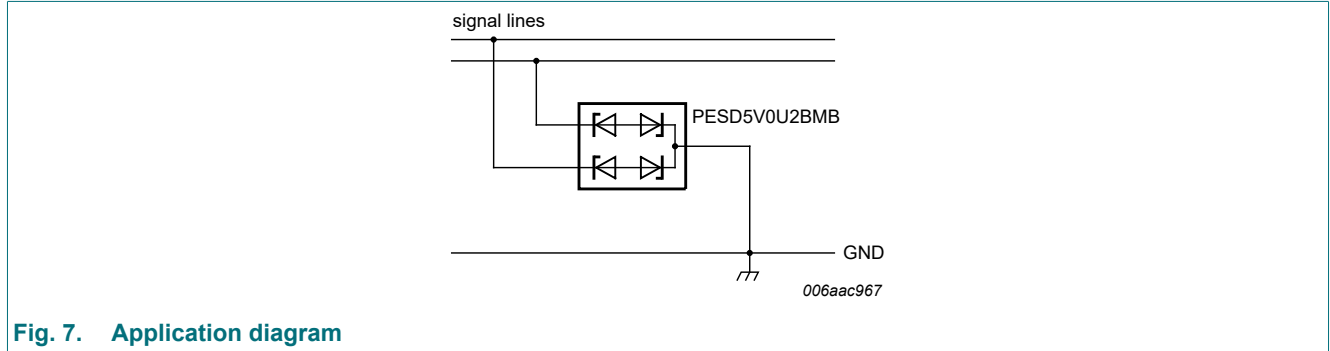 signal lines
PESD5V0U2BMB
GND
006aac967
Fig. 7. Application diagram